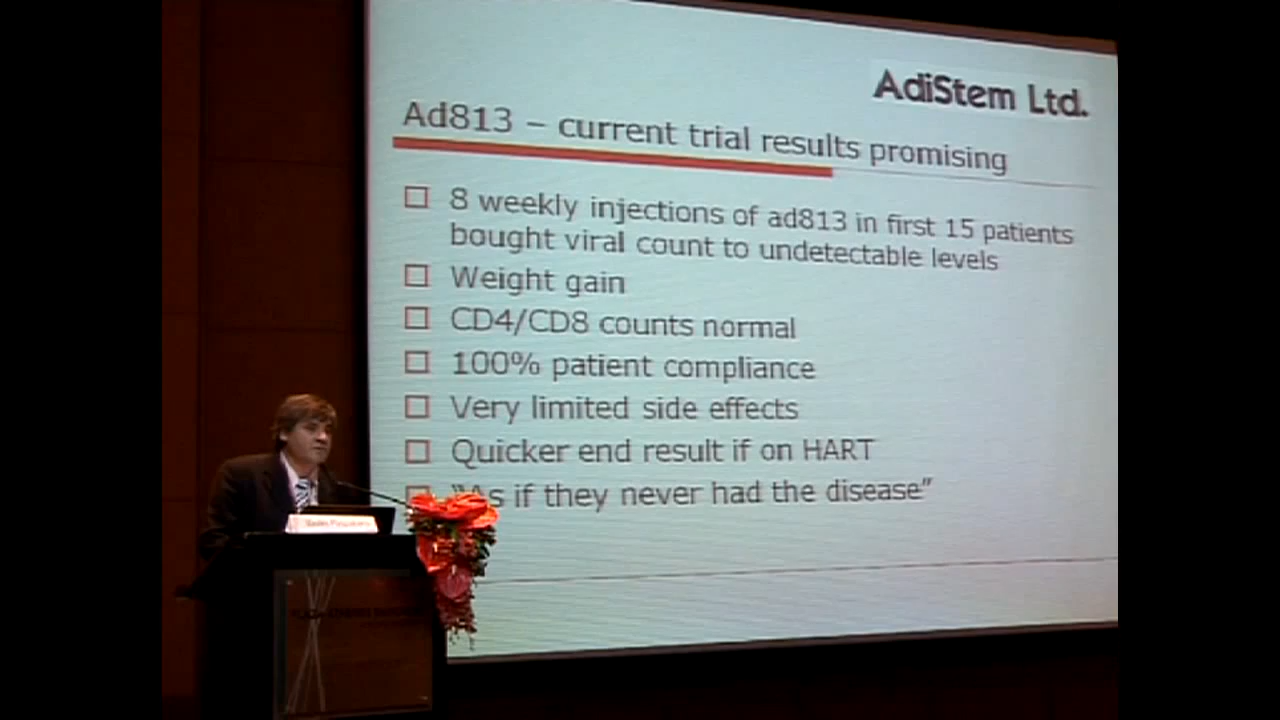 AdiStem Ltd.
Ad813 – current trial results promising
8 weekly injections of ad813 in first 15 patients
bought viral count to undetectable levels
Weight gain
CD4/CD8 counts normal
100% patient compliance
Very limited side effects
Quicker end result if on HART
“As if they never had the disease”